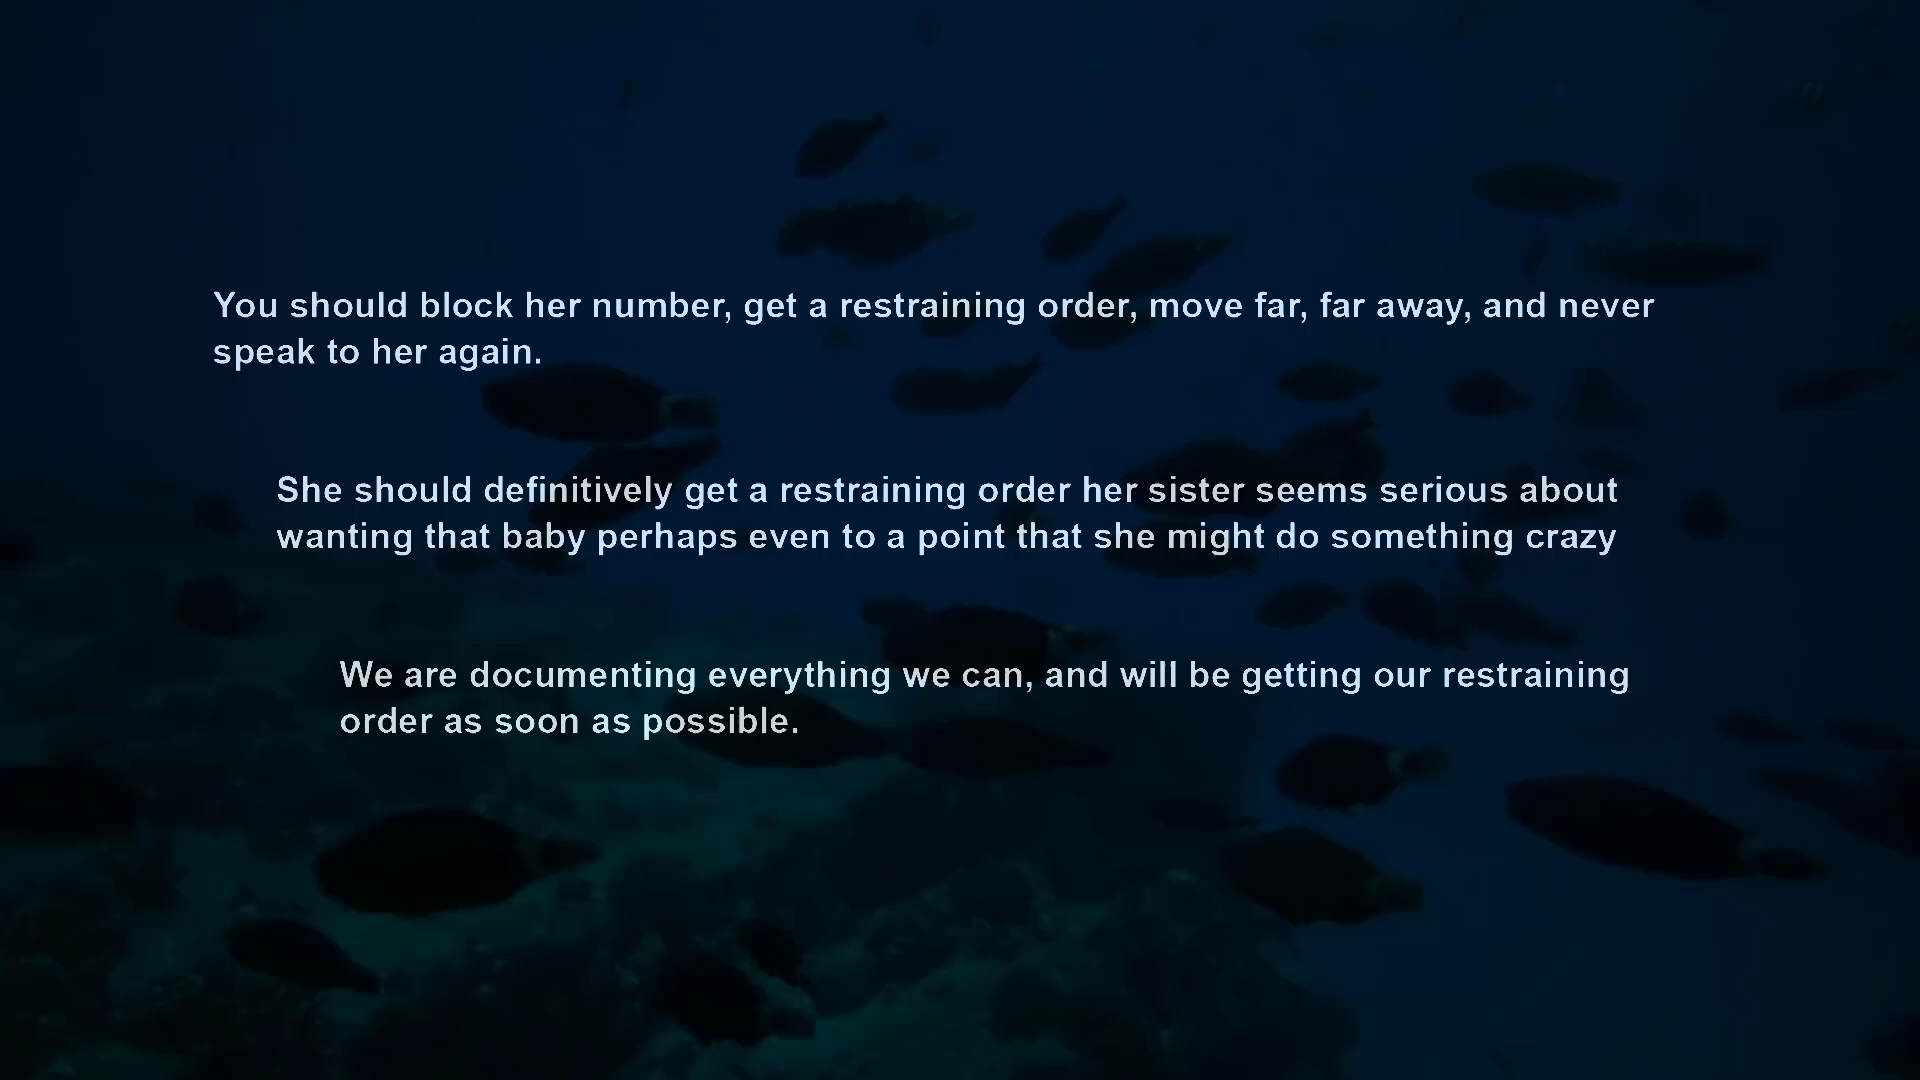 You should block her number, get a restraining order, move far, far away, and never
speak to her again.
She should definitively get a restraining order her sister seems serious about
wanting that baby perhaps even to a point that she might do something crazy
We are documenting everything we can, and will be getting our restraining
order as soon as possible.